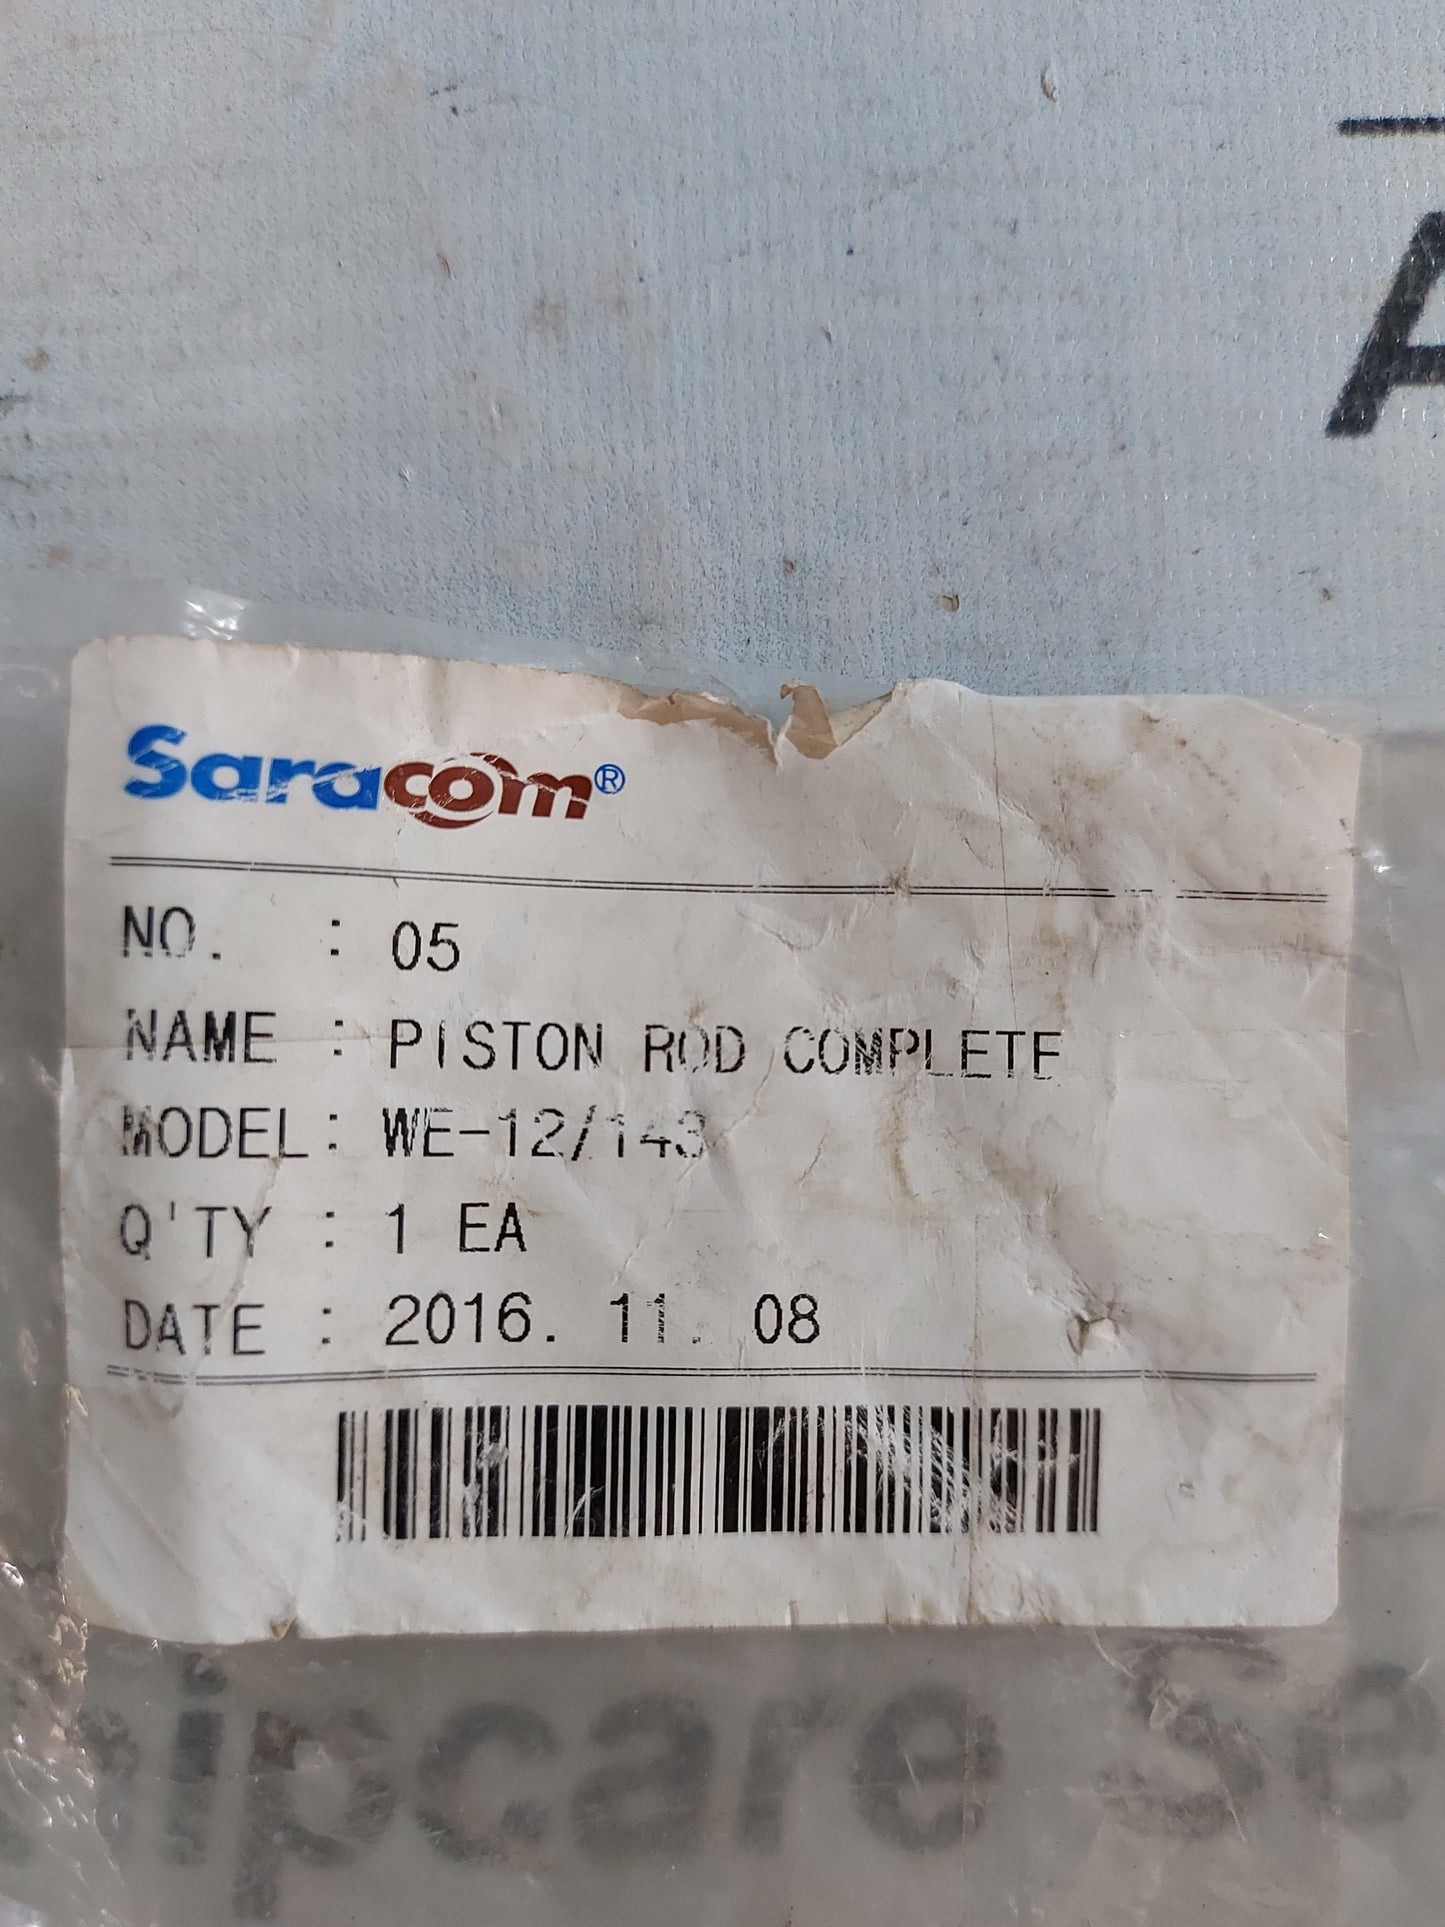 A
Saracom®
NO. : 05
NAME : PISTON ROD COMPLETE
MODEL: WE-12/143
Q'TY : 1 EA
DATE : 2016. 11. 08
ipcare Se